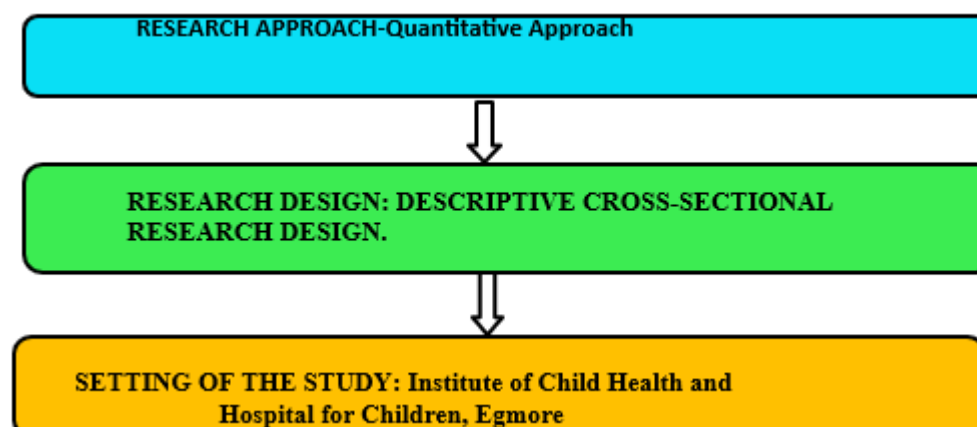 RESEARCH APPROACH-Quantitative Approach
RESEARCH DESIGN: DESCRIPTIVE CROSS-SECTIONAL
RESEARCH DESIGN.
SETTING OF THE STUDY: Institute of Child Health and
Hospital for Children, Egmore